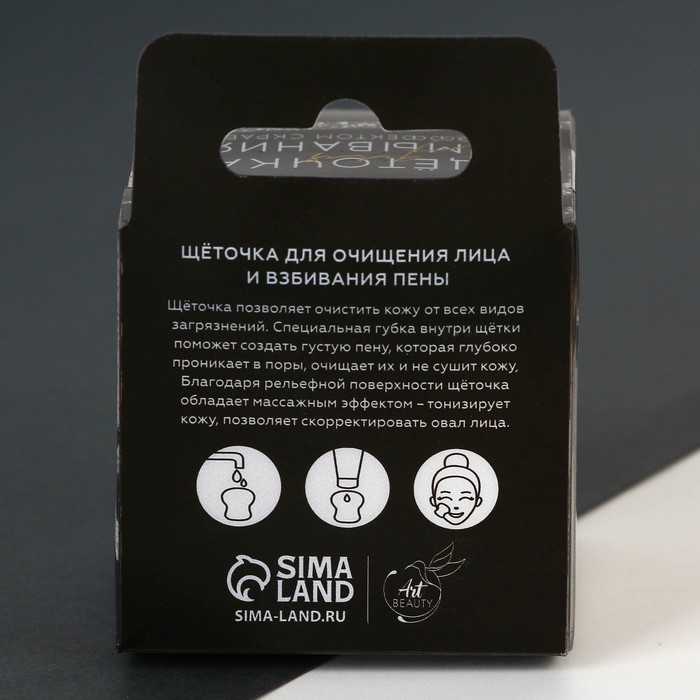 ЩЁТОЧКА ДЛЯ ОЧИЩЕНИЯ ЛИЦА
И ВЗБИВАНИЯ ПЕНЫ
Щёточка позволяет очистить кожу от всех видов
загрязнений. Специальная губка внутри щётки
поможет создать густую пену, которая глубоко
проникает в поры, очищает их и не сушит кожу,
Благодаря рельефной поверхности щёточка
обладает массажным эффектом – тонизирует
кожу, позволяет скорректировать овал лица.
SIMA
LAND
SIMA-LAND.RU
Art
BEAUTY